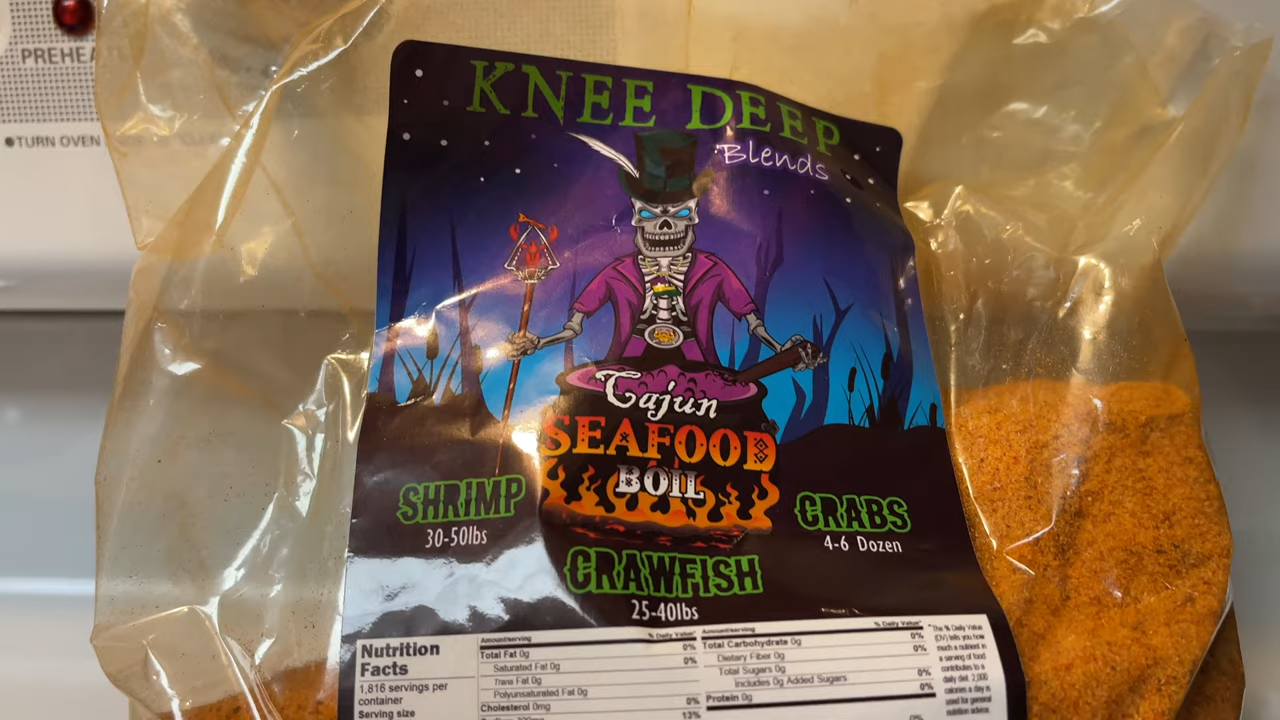 PREHEAT
●TURN OVEN
KNEE DEEP
Blends
Cajun
SEAFOOD
BOIL
SHRIMP
30-50lbs
CRABS
4-6 Dozen
CRAWFISH
25-40lbs
Nutrition
Facts
1,816 servings per
container
Serving size
Amount/serving % Daily Value*
Total Fat 0g 0%
Saturated Fat 0g 0%
Trans Fat 0g
Polyunsaturated Fat 0g
Cholesterol 0mg 0%
13%
Amount/serving % Daily Value*
Total Carbohydrate 0g 0%
Dietary Fiber 0g 0%
Total Sugars 0g
Includes 0g Added Sugars 0%
Protein 0g 0%
0%
*The % Daily Value
(DV) tells you how
much a nutrient in
a serving of food
contributes to a
daily diet. 2,000
calories a day is
used for general
nutrition advice.